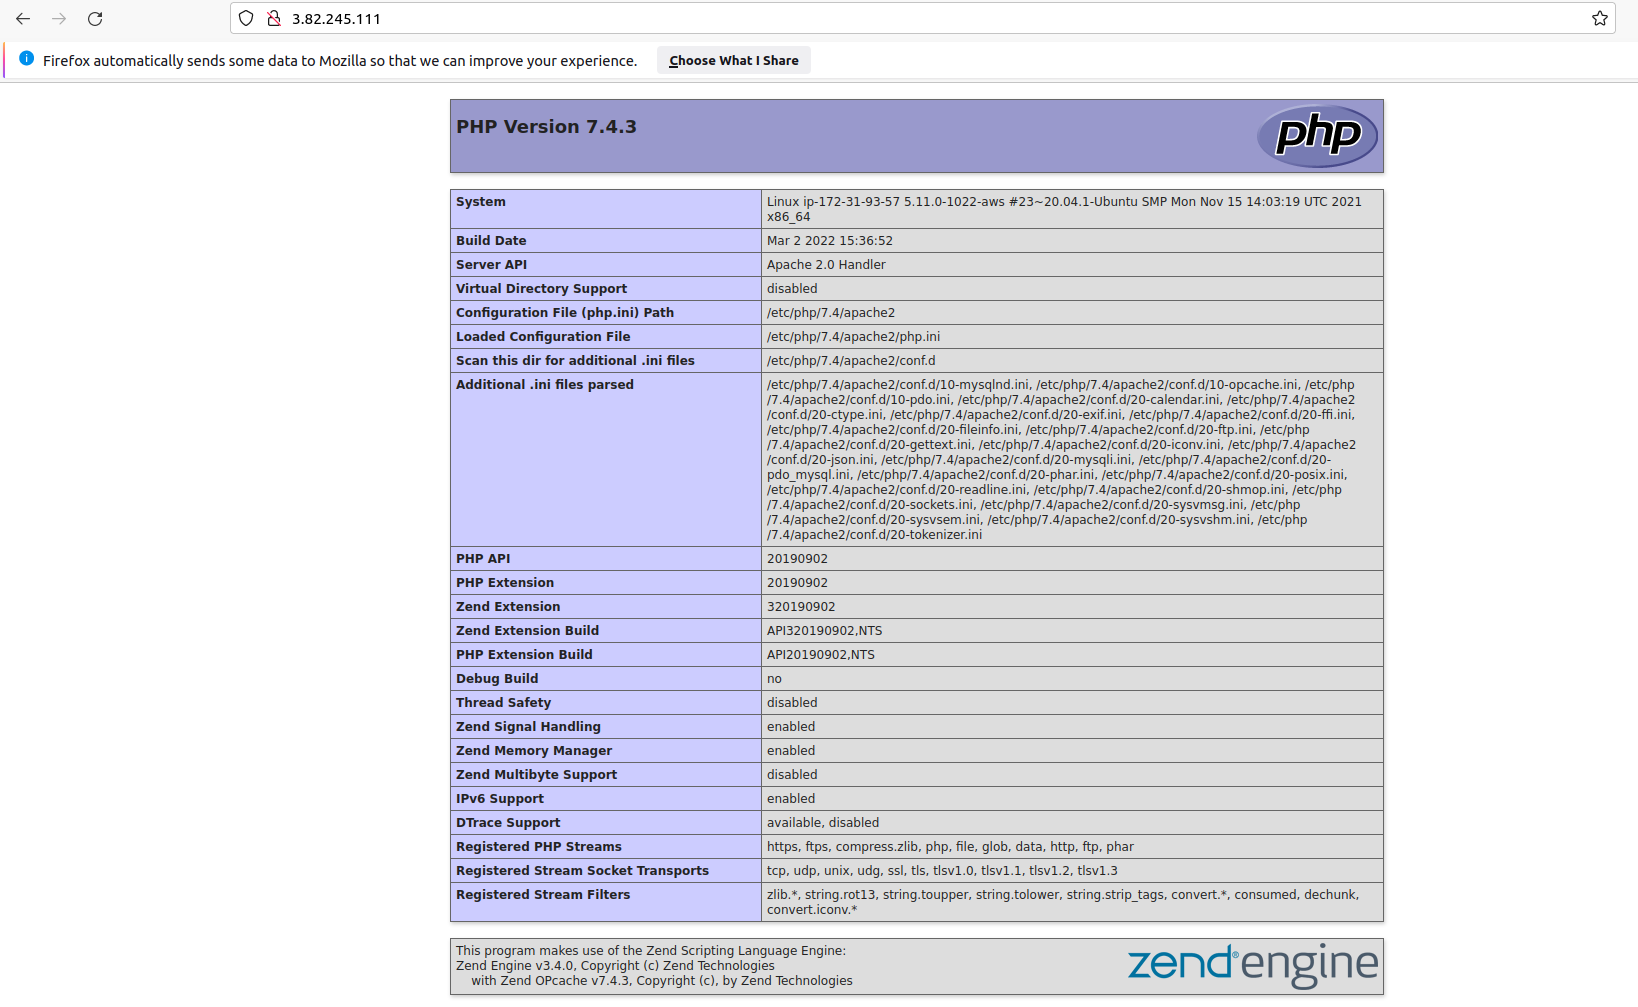 3.82.245.111
Firefox automatically sends some data to Mozilla so that we can improve your experience.
Choose What I Share
PHP Version 7.4.3
php
System
Linux ip-172-31-93-57 5.11.0-1022-aws #23~20.04.1-Ubuntu SMP Mon Nov 15 14:03:19 UTC 2021
x86_64
Build Date
Mar 2 2022 15:36:52
Server API
Apache 2.0 Handler
Virtual Directory Support
disabled
Configuration File (php.ini) Path
/etc/php/7.4/apache2
Loaded Configuration File
/etc/php/7.4/apache2/php.ini
Scan this dir for additional .ini files
/etc/php/7.4/apache2/conf.d
Additional .ini files parsed
/etc/php/7.4/apache2/conf.d/10-mysqlnd.ini, /etc/php/7.4/apache2/conf.d/10-opcache.ini, /etc/php
/7.4/apache2/conf.d/10-pdo.ini, /etc/php/7.4/apache2/conf.d/20-calendar.ini, /etc/php/7.4/apache2
/conf.d/20-ctype.ini, /etc/php/7.4/apache2/conf.d/20-exif.ini, /etc/php/7.4/apache2/conf.d/20-ffi.ini,
/etc/php/7.4/apache2/conf.d/20-fileinfo.ini, /etc/php/7.4/apache2/conf.d/20-ftp.ini, /etc/php
/7.4/apache2/conf.d/20-gettext.ini, /etc/php/7.4/apache2/conf.d/20-iconv.ini, /etc/php/7.4/apache2
/conf.d/20-json.ini, /etc/php/7.4/apache2/conf.d/20-mysqli.ini, /etc/php/7.4/apache2/conf.d/20-
pdo_mysql.ini, /etc/php/7.4/apache2/conf.d/20-phar.ini, /etc/php/7.4/apache2/conf.d/20-posix.ini,
/etc/php/7.4/apache2/conf.d/20-readline.ini, /etc/php/7.4/apache2/conf.d/20-shmop.ini, /etc/php
/7.4/apache2/conf.d/20-sockets.ini, /etc/php/7.4/apache2/conf.d/20-sysvmsg.ini, /etc/php
/7.4/apache2/conf.d/20-sysvsem.ini, /etc/php/7.4/apache2/conf.d/20-sysvshm.ini, /etc/php
/7.4/apache2/conf.d/20-tokenizer.ini
PHP API
20190902
PHP Extension
20190902
Zend Extension
320190902
Zend Extension Build
API320190902,NTS
PHP Extension Build
API20190902,NTS
Debug Build
no
Thread Safety
disabled
Zend Signal Handling
enabled
Zend Memory Manager
enabled
Zend Multibyte Support
disabled
IPv6 Support
enabled
DTrace Support
available, disabled
Registered PHP Streams
https, ftps, compress.zlib, php, file, glob, data, http, ftp, phar
Registered Stream Socket Transports
tcp, udp, unix, udg, ssl, tls, tlsv1.0, tlsv1.1, tlsv1.2, tlsv1.3
Registered Stream Filters
zlib.*, string.rot13, string.toupper, string.tolower, string.strip_tags, convert.*, consumed, dechunk,
convert.iconv.*
This program makes use of the Zend Scripting Language Engine:
Zend Engine v3.4.0, Copyright (c) Zend Technologies
with Zend OPcache v7.4.3, Copyright (c), by Zend Technologies
zend®engine